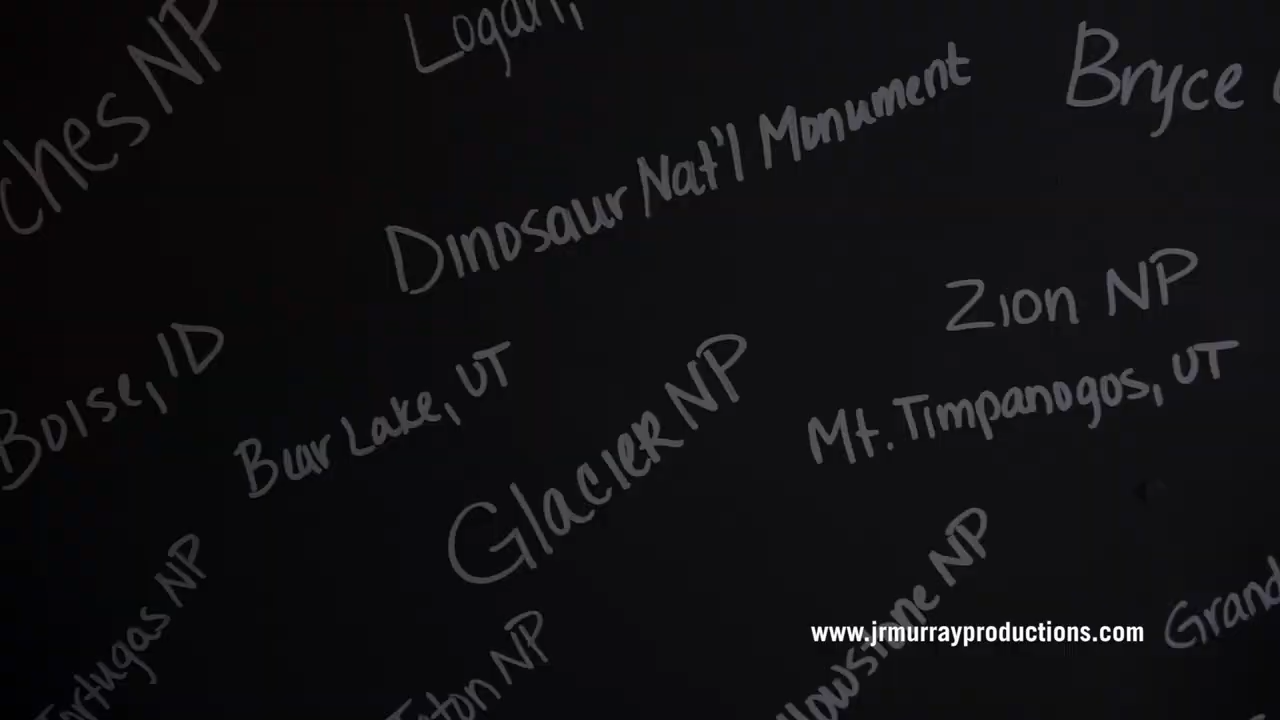 ches NP
Logan,
Bryce
Dinosaur Nat'l Monument
Zion NP
Boise, ID
Bear Lake, UT
Glacier NP
Mt. Timpanogos, UT
Tortugas NP
Teton NP
llowstone NP
Grand
www.jrmurrayproductions.com